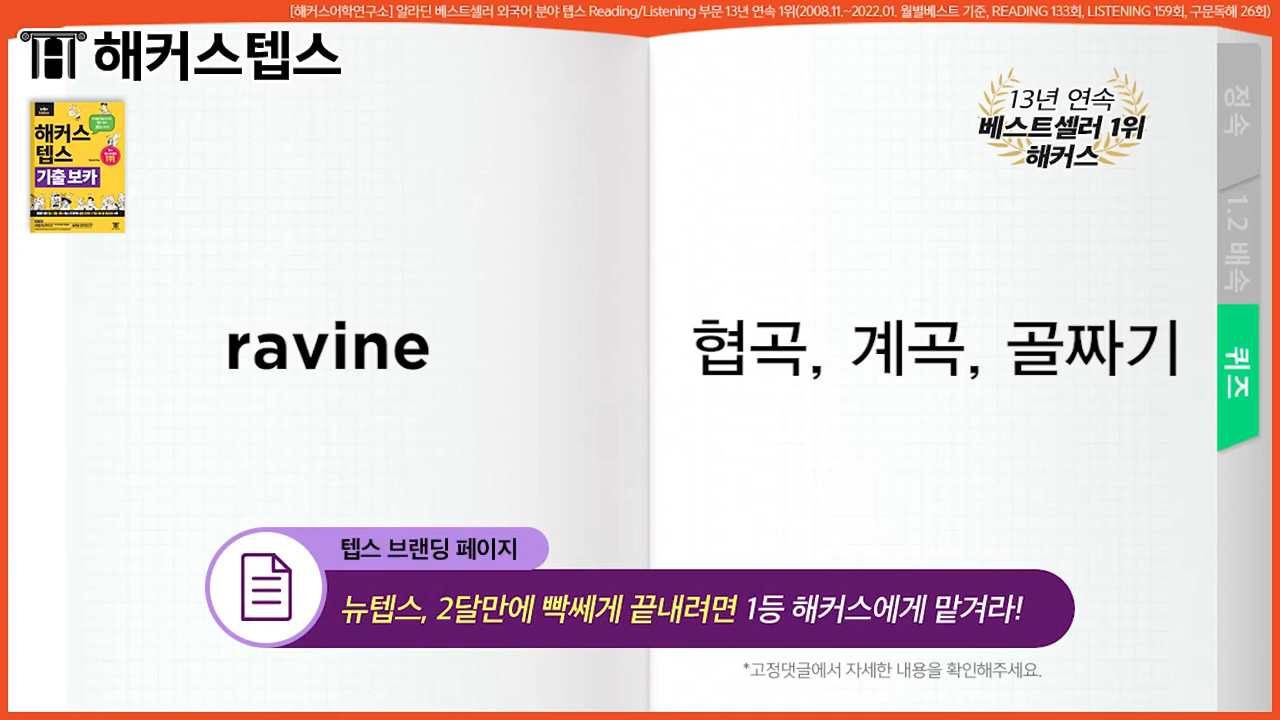 [해커스어학연구소] 알라딘 베스트셀러 외국어 분야 텝스 Reading/Listening 부문 13년 연속 1위(2008.11.~2022.01. 월별베스트 기준, READING 133회, LISTENING 159회, 구문독해 26회)
해커스텝스
해커스
텝스
기출 보카
13년 연속
베스트셀러 1위
해커스
정속
1.2 배속
퀴즈
ravine
협곡, 계곡, 골짜기
텝스 브랜딩 페이지
뉴텝스, 2달만에 빡쎄게 끝내려면 1등 해커스에게 맡겨라!
*고정댓글에서 자세한 내용을 확인해주세요.